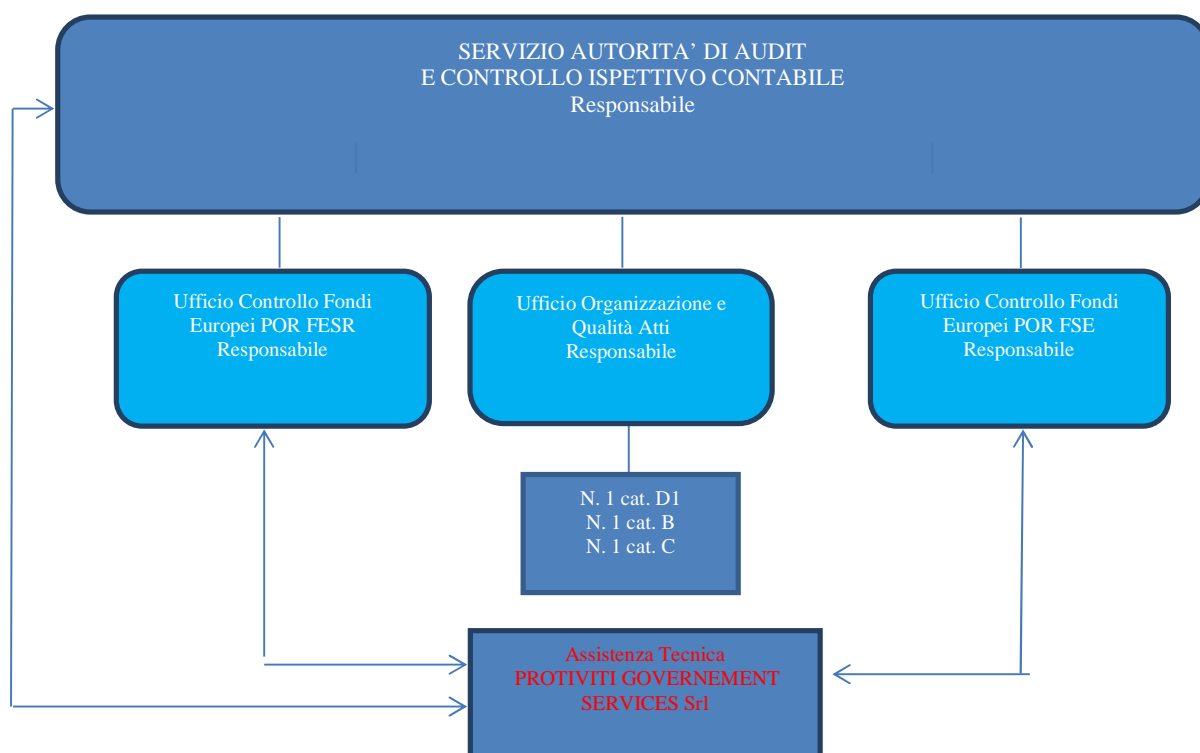 SERVIZIO AUTORITA’ DI AUDIT
E CONTROLLO ISPETTIVO CONTABILE
Responsabile
Ufficio Controllo Fondi
Europei POR FESR
Responsabile
Ufficio Organizzazione e
Qualità Atti
Responsabile
Ufficio Controllo Fondi
Europei POR FSE
Responsabile
N. 1 cat. D1
N. 1 cat. B
N. 1 cat. C
Assistenza Tecnica
PROTIVITI GOVERNEMENT
SERVICES Srl